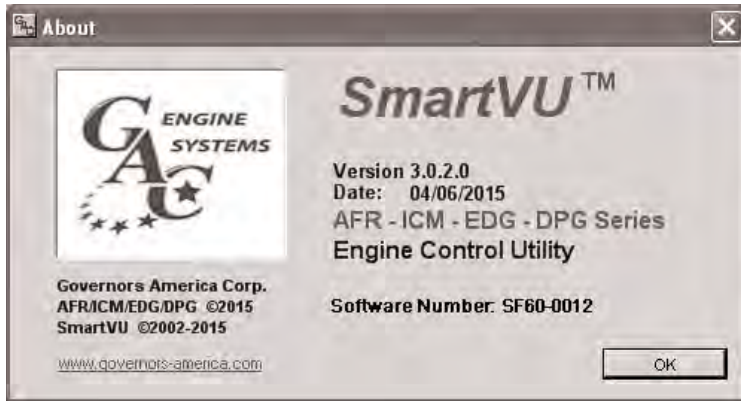 About
GAC
ENGINE
SYSTEMS
SmartVU™
Version 3.0.2.0
Date: 04/06/2015
AFR - ICM - EDG - DPG Series
Engine Control Utility
Governors America Corp.
AFR/ICM/EDG/DPG ©2015
SmartVU ©2002-2015
Software Number: SF60-0012
www.governors-america.com
OK